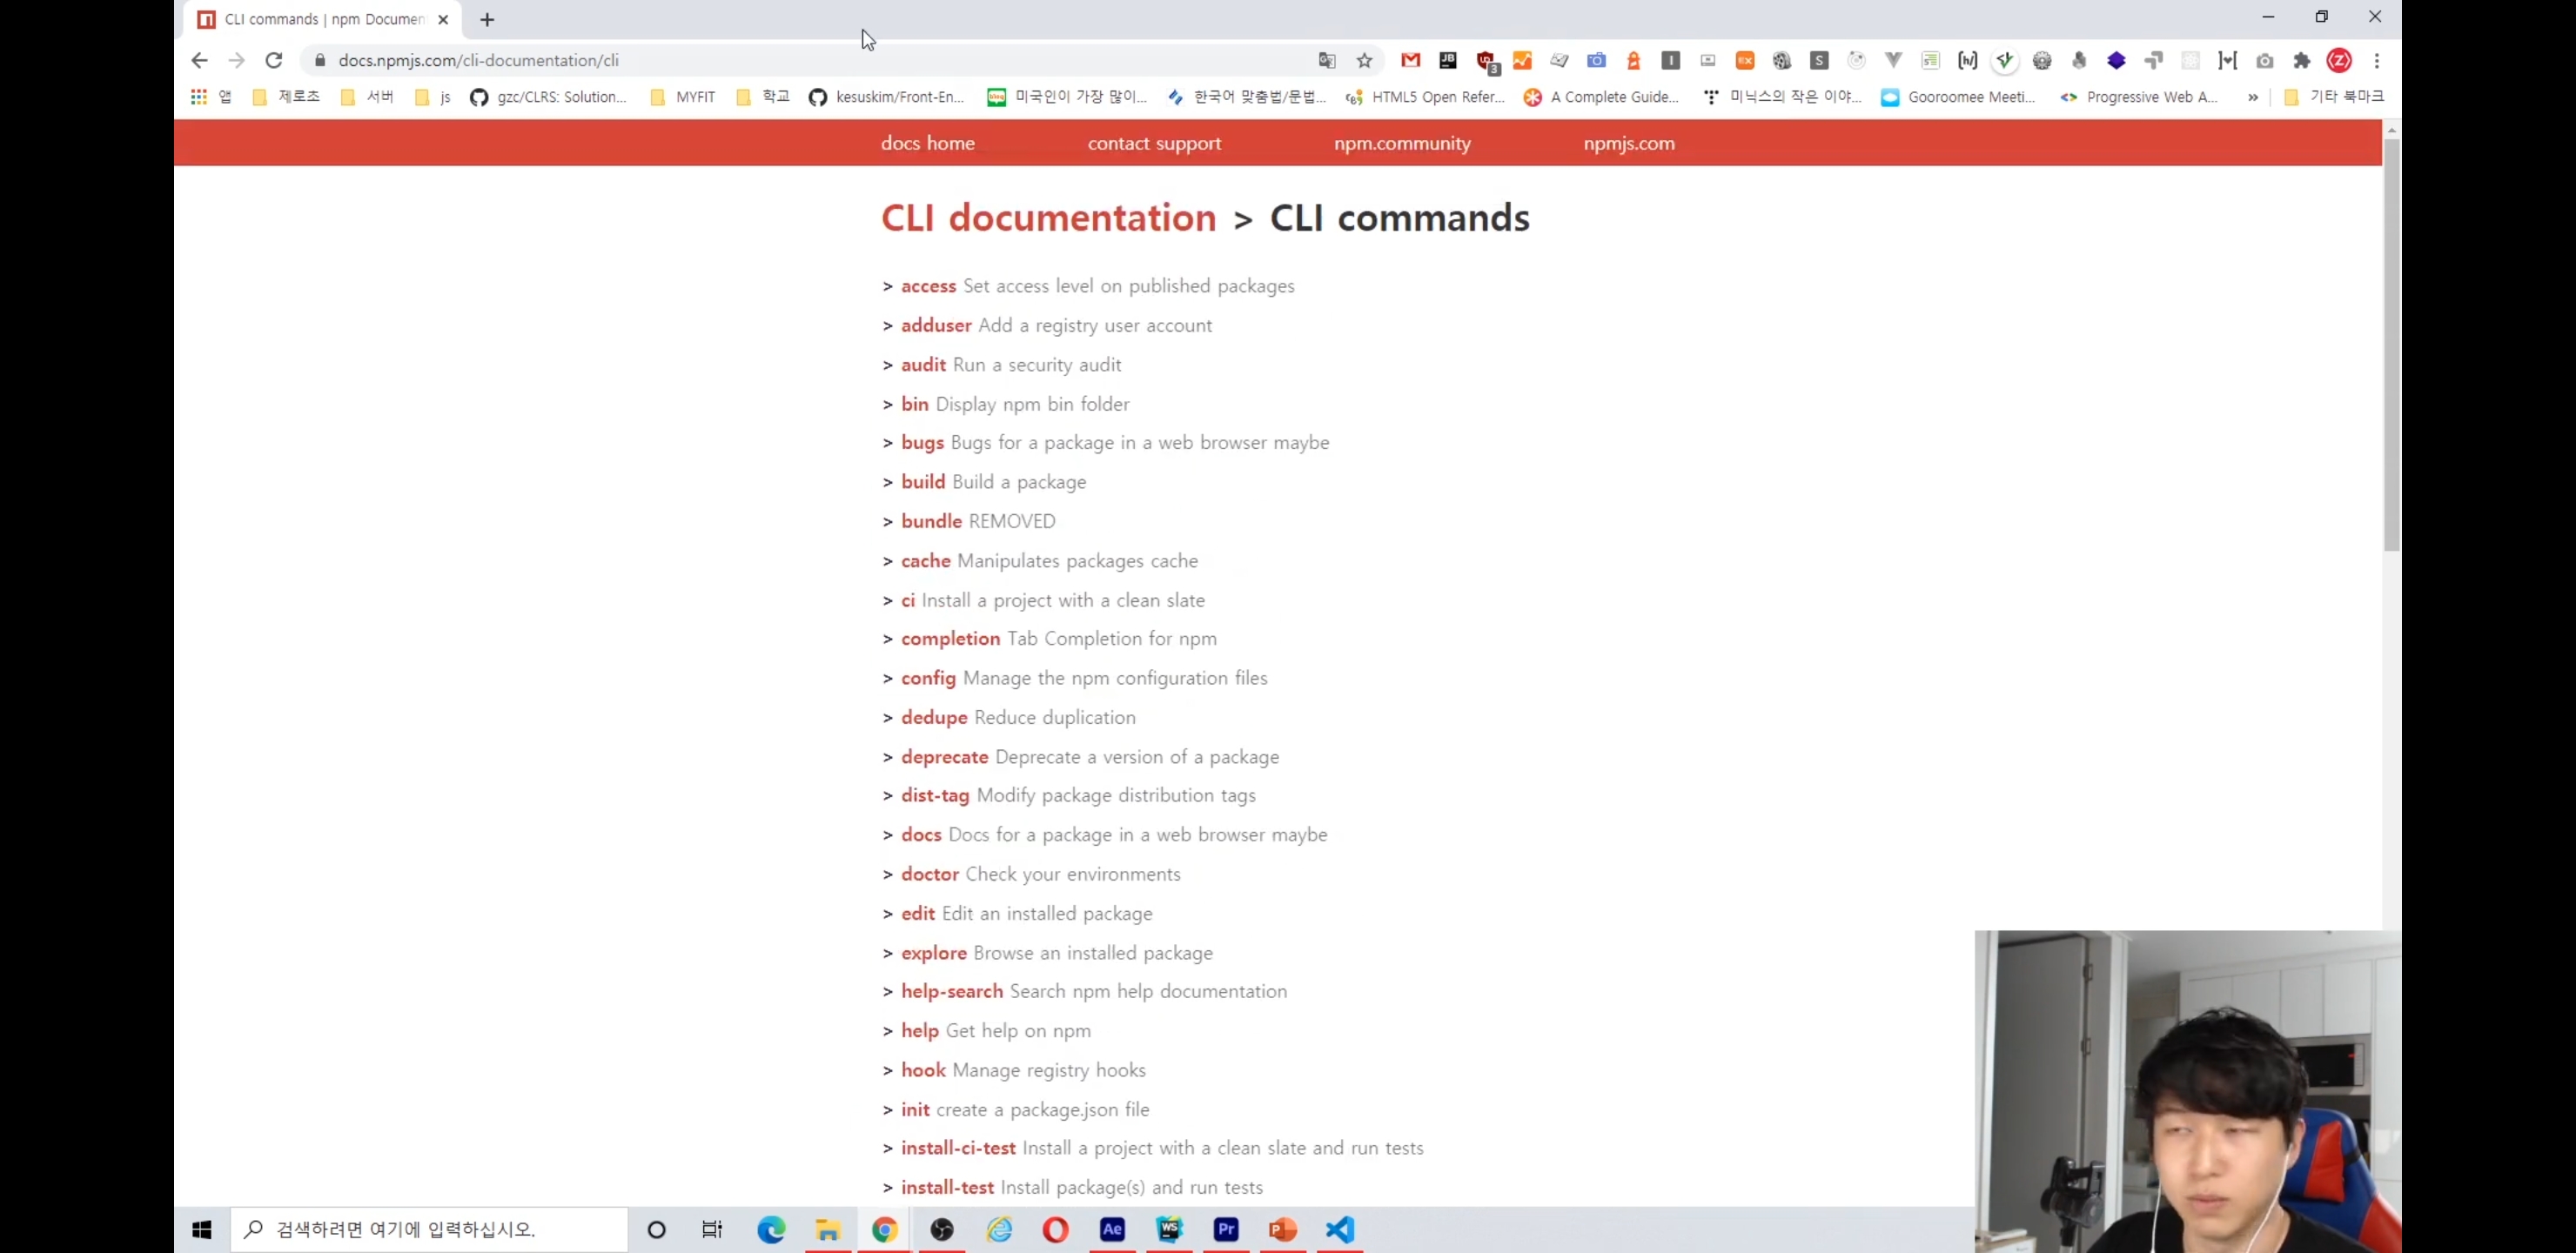 CLI commands | npm Documen
docs.npmjs.com/cli-documentation/cli
앱 제로초 서버 js gzc/CLRS: Solution... MYFIT 학교 kesuskim/Front-En... 미국인이 가장 많이... 한국어 맞춤법/문법... HTML5 Open Refer... A Complete Guide... 미닉스의 작은 이야... Gooroomee Meeti... Progressive Web A... » 기타 북마크
docs home contact support npm.community npmjs.com
CLI documentation > CLI commands
> access Set access level on published packages
> adduser Add a registry user account
> audit Run a security audit
> bin Display npm bin folder
> bugs Bugs for a package in a web browser maybe
> build Build a package
> bundle REMOVED
> cache Manipulates packages cache
> ci Install a project with a clean slate
> completion Tab Completion for npm
> config Manage the npm configuration files
> dedupe Reduce duplication
> deprecate Deprecate a version of a package
> dist-tag Modify package distribution tags
> docs Docs for a package in a web browser maybe
> doctor Check your environments
> edit Edit an installed package
> explore Browse an installed package
> help-search Search npm help documentation
> help Get help on npm
> hook Manage registry hooks
> init create a package.json file
> install-ci-test Install a project with a clean slate and run tests
> install-test Install package(s) and run tests
검색하려면 여기에 입력하십시오. Ae WS Pr P